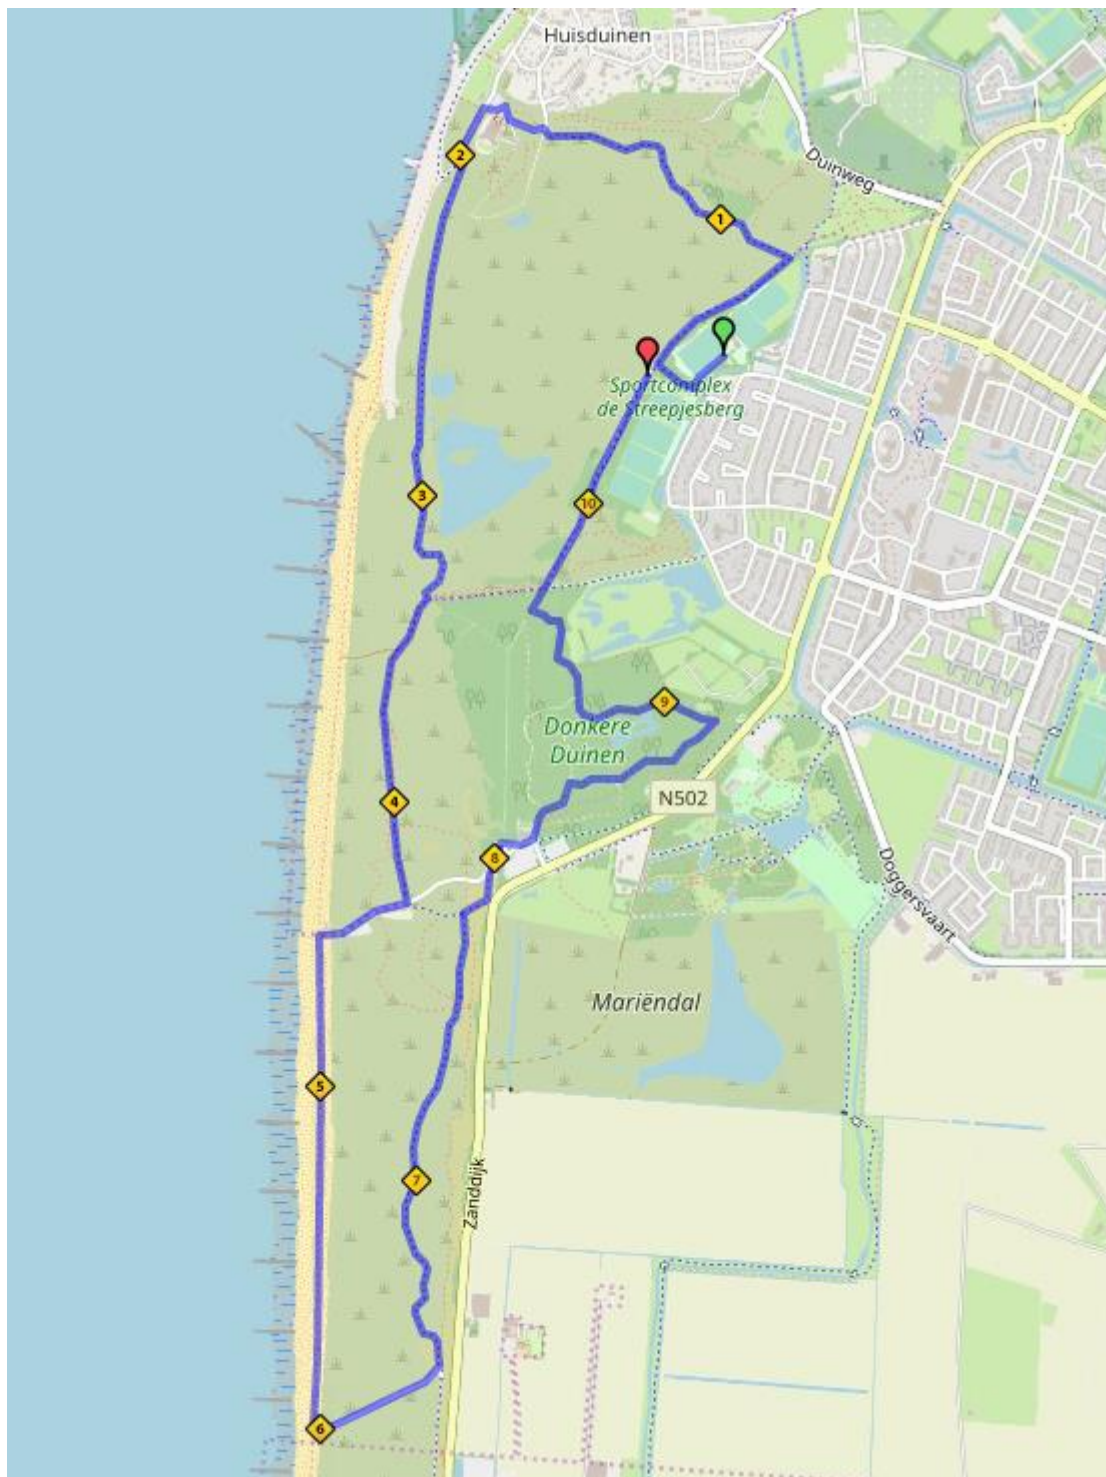 Huisduinen
2
Duinweg
1
Sportcomplex
de Streepjesberg
3
10
9
Donkere
Duinen
N502
4
8
Doggersvaart
Mariëndal
5
7
Zanddijk
6